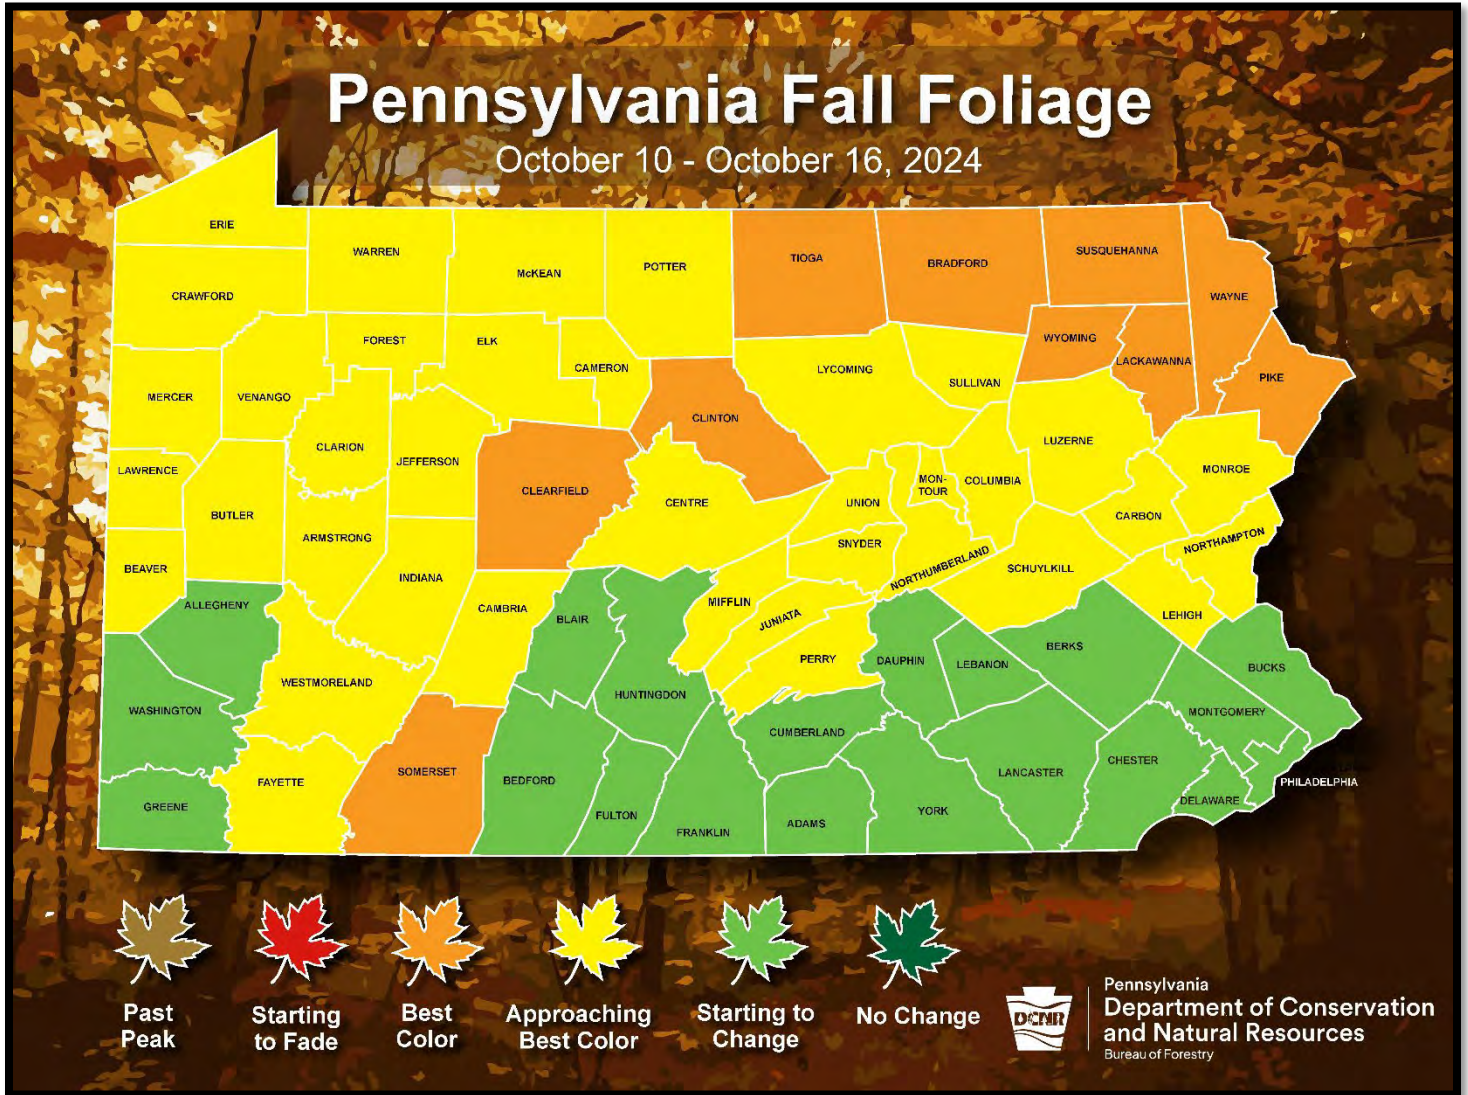 Pennsylvania Fall Foliage
October 10 - October 16, 2024
ERIE
WARREN
McKEAN
POTTER
TIOGA
BRADFORD
SUSQUEHANNA
WAYNE
CRAWFORD
FOREST
ELK
CAMERON
WYOMING
LACKAWANNA
PIKE
MERCER
VENANGO
LYCOMING
SULLIVAN
CLINTON
CLARION
JEFFERSON
LUZERNE
MONROE
LAWRENCE
CLEARFIELD
CENTRE
UNION
MON-
TOUR
COLUMBIA
BUTLER
ARMSTRONG
CARBON
SNYDER
NORTHUMBERLAND
SCHUYLKILL
NORTHAMPTON
BEAVER
INDIANA
ALLEGHENY
CAMBRIA
BLAIR
MIFFLIN
JUNIATA
LEHIGH
PERRY
DAUPHIN
LEBANON
BERKS
BUCKS
WESTMORELAND
HUNTINGDON
WASHINGTON
CUMBERLAND
MONTGOMERY
FAYETTE
SOMERSET
BEDFORD
LANCASTER
CHESTER
PHILADELPHIA
GREENE
FULTON
FRANKLIN
ADAMS
YORK
DELAWARE
Past
Peak
Starting
to Fade
Best
Color
Approaching
Best Color
Starting to
Change
No Change
DCNR
Pennsylvania
Department of Conservation
and Natural Resources
Bureau of Forestry